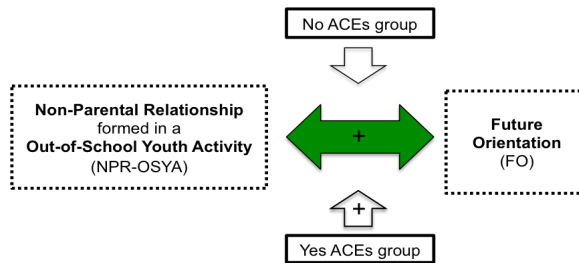 No ACEs group
Non-Parental Relationship
formed in a
Out-of-School Youth Activity
(NPR-OSYA)
+
Future
Orientation
(FO)
+
Yes ACEs group